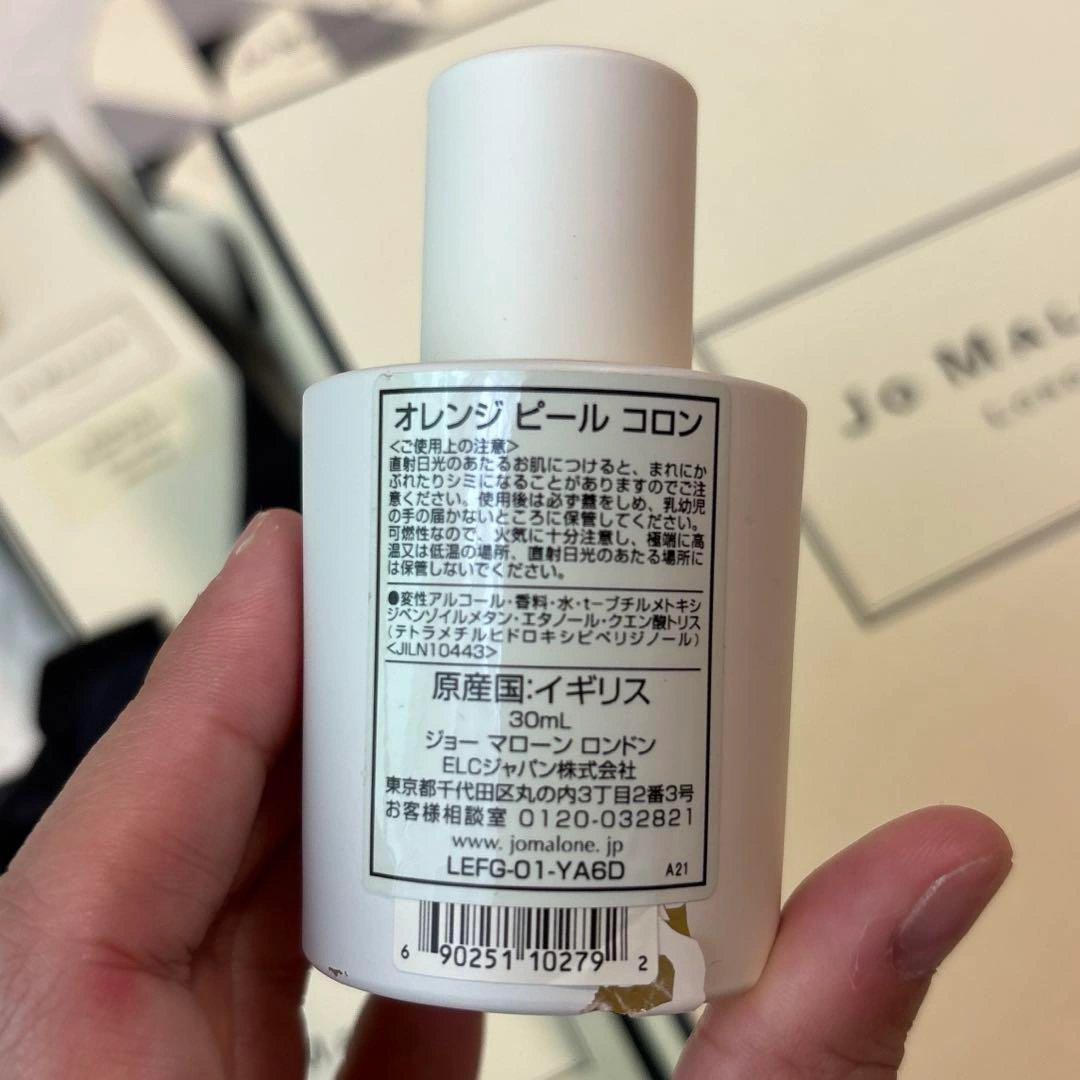 オレンジ ピール コロン
<ご使用上の注意>
直射日光のあたるお肌につけると、まれにか
ぶれたりシミになることがありますのでご注
意ください。使用後は必ず蓋をしめ、乳幼児
の手の届かないところに保管してください。
可燃性なので、火気に十分注意し、極端に高
温又は低温の場所、直射日光のあたる場所に
は保管しないでください。
●変性アルコール・香料・水・t-ブチルメトキシ
ジベンゾイルメタン・エタノール・クエン酸トリス
(テトラメチルヒドロキシピペリジノール)
<JILN10443>
原産国:イギリス
30mL
ジョー マローン ロンドン
ELCジャパン株式会社
東京都千代田区丸の内3丁目2番3号
お客様相談室 0120-032821
www. jomalone. jp
LEFG-01-YA6D A21
6 90251 10279 2
Jo MAL